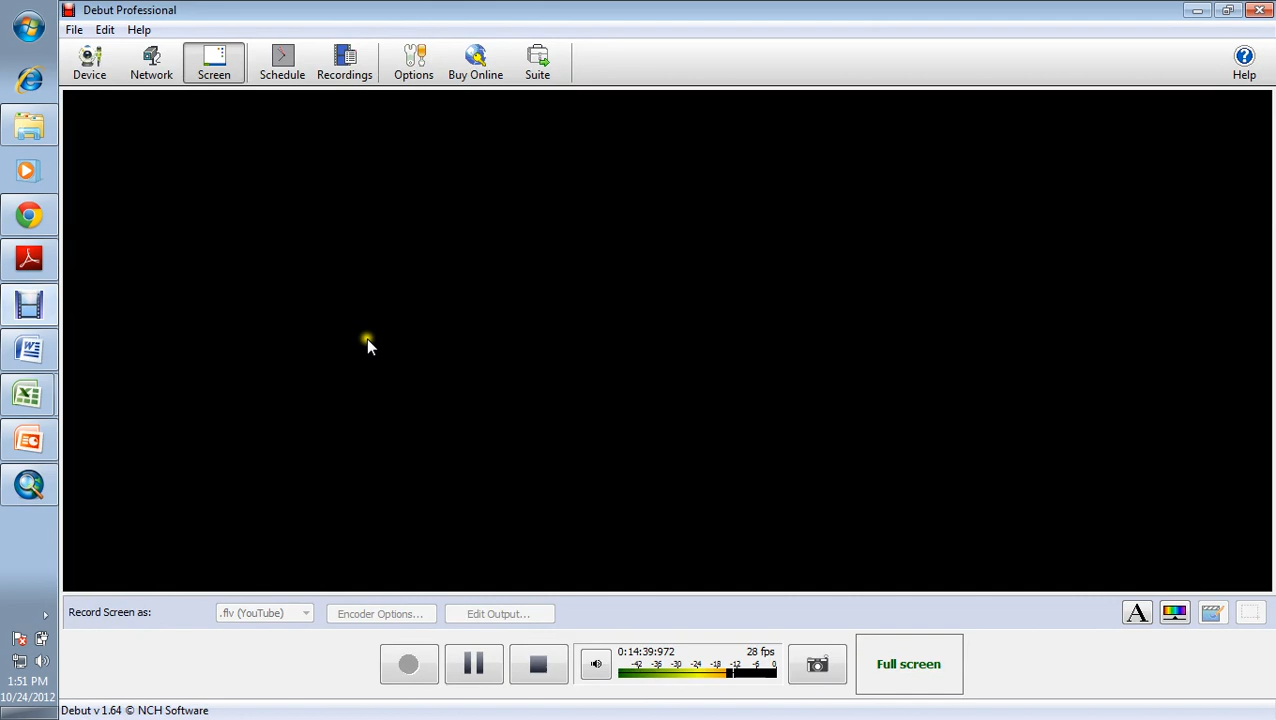 Debut Professional
File Edit Help
Device Network Screen Schedule Recordings Options Buy Online Suite Help
Record Screen as: .flv (YouTube) Encoder Options... Edit Output... A
0:14:39:972 28 fps
-42 -36 -30 -24 -18 -12 -6 0
Full screen
1:51 PM
10/24/2012
Debut v 1.64 © NCH Software